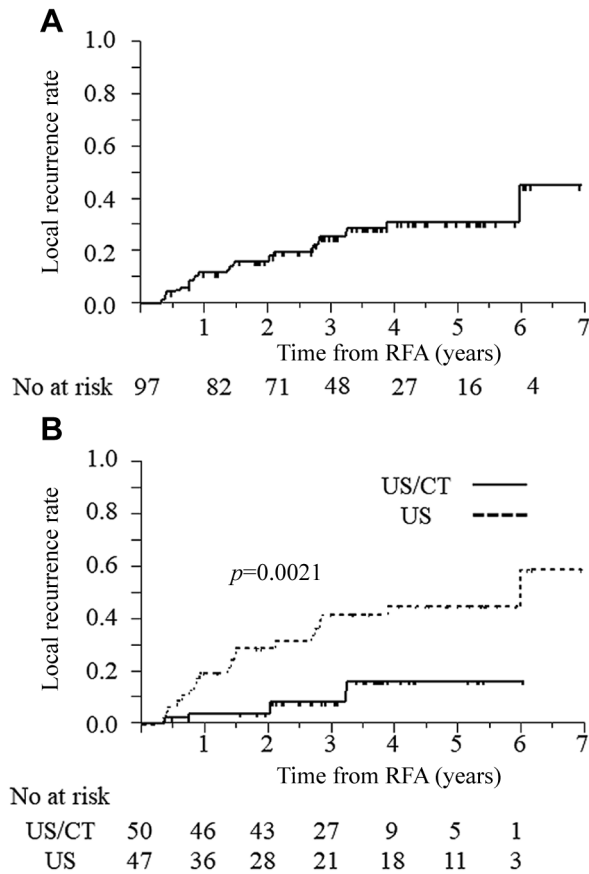 A
1.0
0.8
0.6
0.4
0.2
0.0
Local recurrence rate
1 2 3 4 5 6 7
Time from RFA (years)
No at risk 97 82 71 48 27 16 4
B
1.0
0.8
0.6
0.4
0.2
0.0
Local recurrence rate
US/CT
US
p=0.0021
1 2 3 4 5 6 7
Time from RFA (years)
No at risk
US/CT 50 46 43 27 9 5 1
US 47 36 28 21 18 11 3